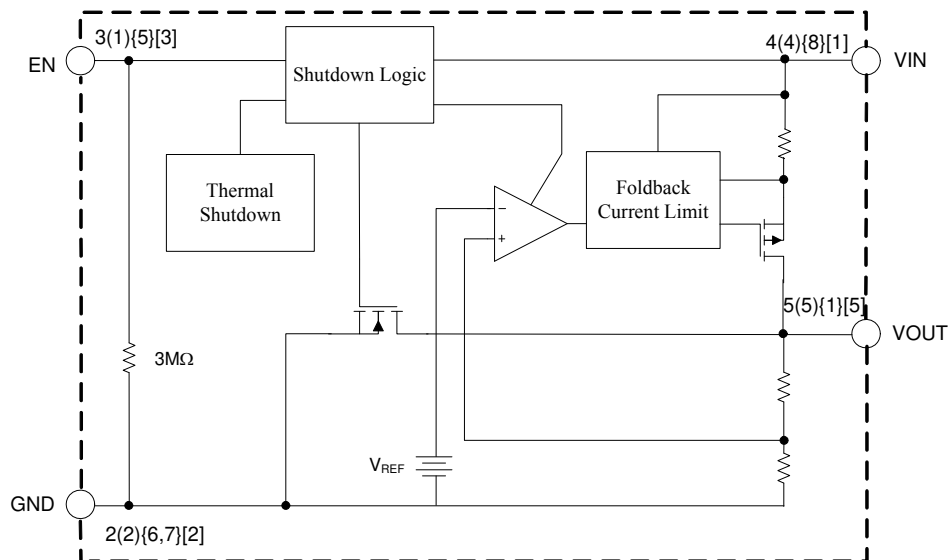 3(1){5}[3]
4(4){8}[1]
EN
VIN
Shutdown Logic
Thermal
Shutdown
Foldback
Current Limit
−
+
5(5){1}[5]
VOUT
3MΩ
VREF
GND
2(2){6,7}[2]